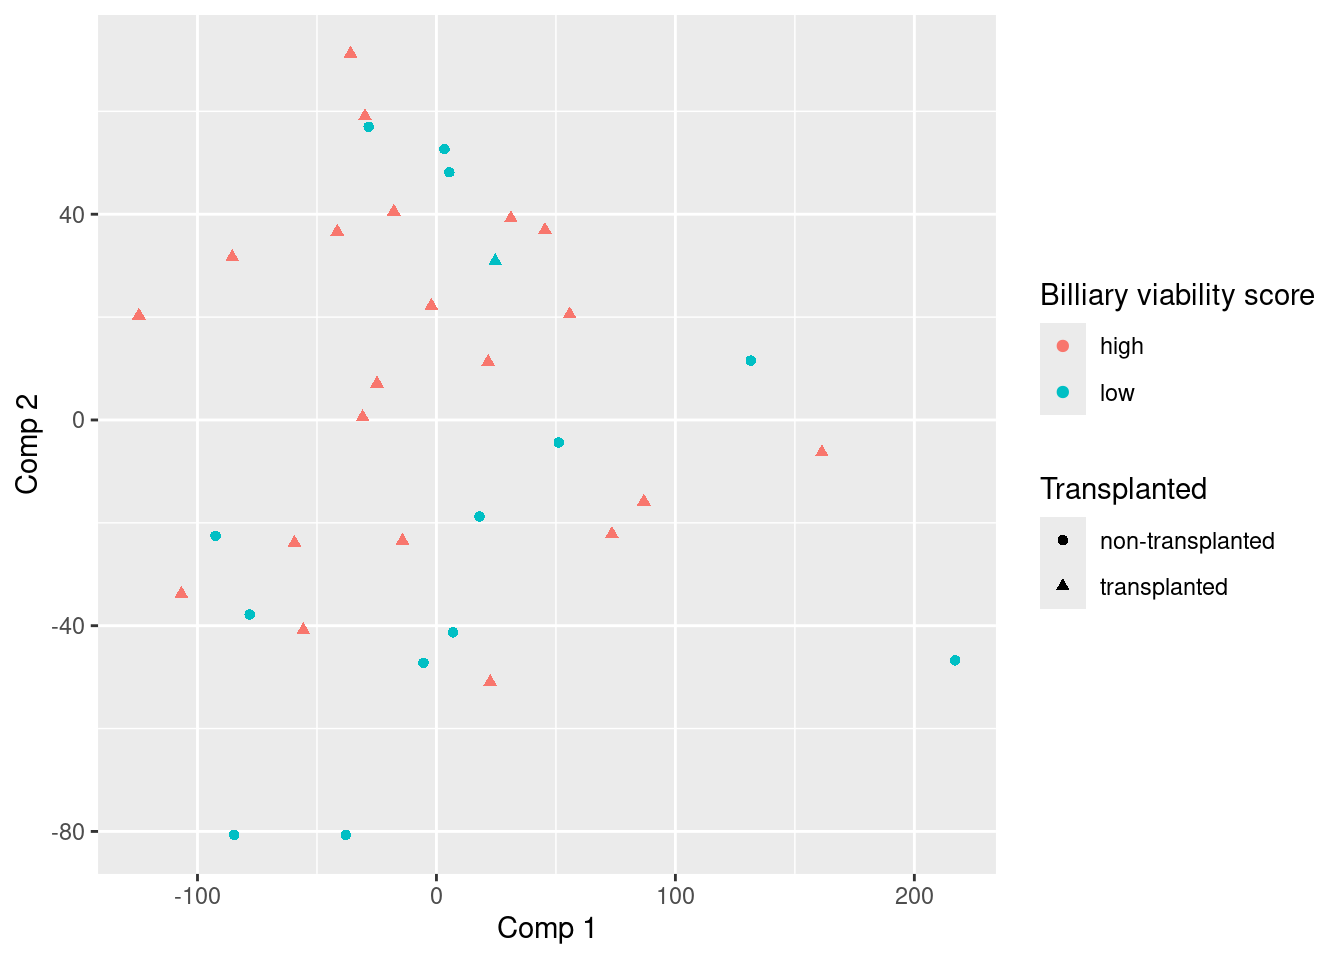 40
0
-40
-80
-100
0
100
200
Comp 1
Comp 2
Billiary viability score
high
low
Transplanted
non-transplanted
transplanted